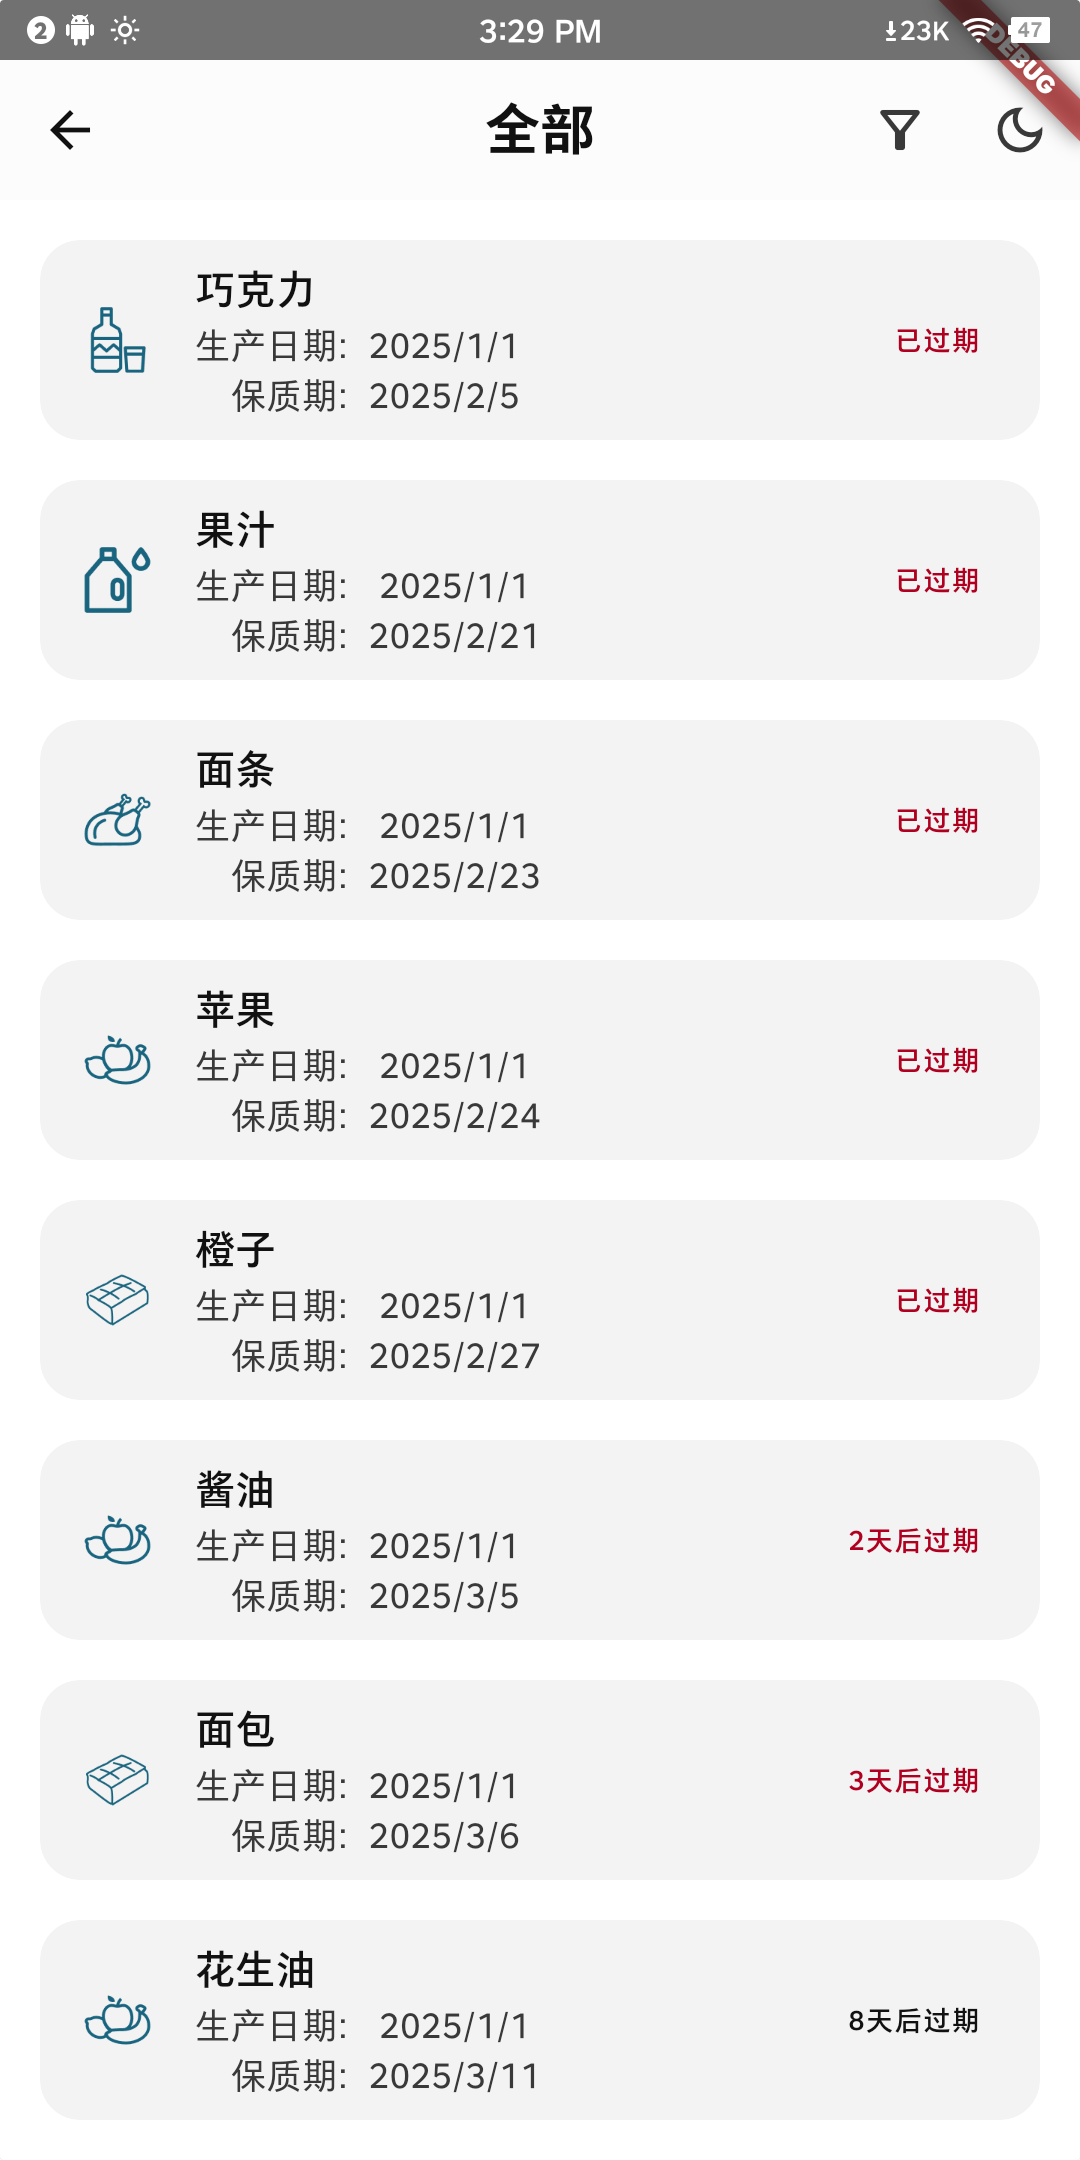 2 3:29 PM 23K 47
DEBUG
全部
巧克力
生产日期: 2025/1/1
已过期
保质期: 2025/2/5
果汁
生产日期: 2025/1/1
已过期
保质期: 2025/2/21
面条
生产日期: 2025/1/1
已过期
保质期: 2025/2/23
苹果
生产日期: 2025/1/1
已过期
保质期: 2025/2/24
橙子
生产日期: 2025/1/1
已过期
保质期: 2025/2/27
酱油
生产日期: 2025/1/1
2天后过期
保质期: 2025/3/5
面包
生产日期: 2025/1/1
3天后过期
保质期: 2025/3/6
花生油
生产日期: 2025/1/1
8天后过期
保质期: 2025/3/11